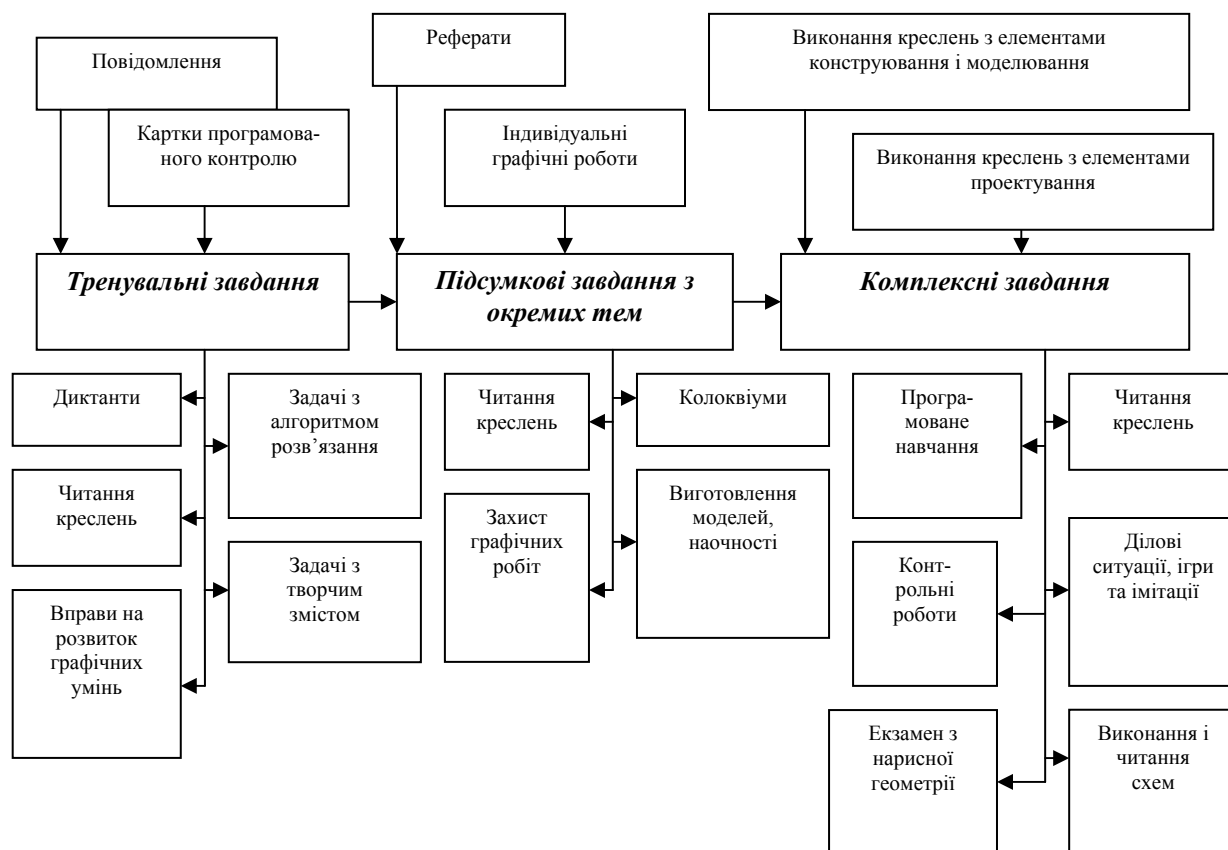 Повідомлення
Картки програмова-
ного контролю
Реферати
Індивідуальні
графічні роботи
Виконання креслень з елементами
конструювання і моделювання
Виконання креслень з елементами
проектування
Тренувальні завдання
Підсумкові завдання з
окремих тем
Комплексні завдання
Диктанти
Читання
креслень
Вправи на
розвиток
графічних
умінь
Задачі з
алгоритмом
розв’язання
Задачі з
творчим
змістом
Читання
креслень
Захист
графічних
робіт
Колоквіуми
Виготовлення
моделей,
наочності
Програ-
моване
навчання
Конт-
рольні
роботи
Екзамен з
нарисної
геометрії
Читання
креслень
Ділові
ситуації, ігри
та імітації
Виконання і
читання
схем